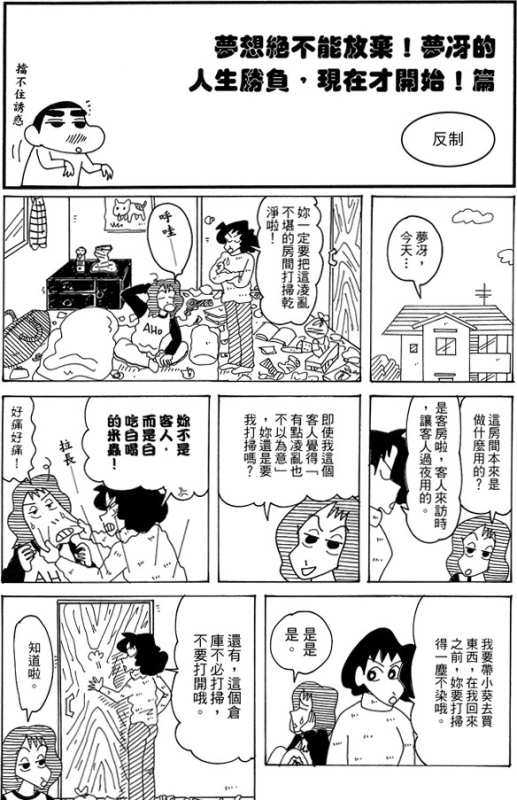 夢想絕不能放棄！夢冴的
人生勝負，現在才開始！篇
反制
擋不住誘惑
夢冴，
今天…
妳一定要把這凌亂
不堪的房間打掃乾
淨啦！
呼哇
AHO
這房間本來是
做什麼用的？
是客房啦，客人來訪時
，讓客人過夜用的。
即使我這個
客人覺得「
有點凌亂也
不以為意」
，妳還是要
我打掃嗎？
妳不是
客人，
而是白
吃白喝
的米蟲！
拉長
好痛好痛！
AH
我要帶小葵去買
東西，在我回來
之前，妳要打掃
得一塵不染哦。
是是
是。
還有，這個倉
庫不必打掃，
不要打開哦。
知道啦。